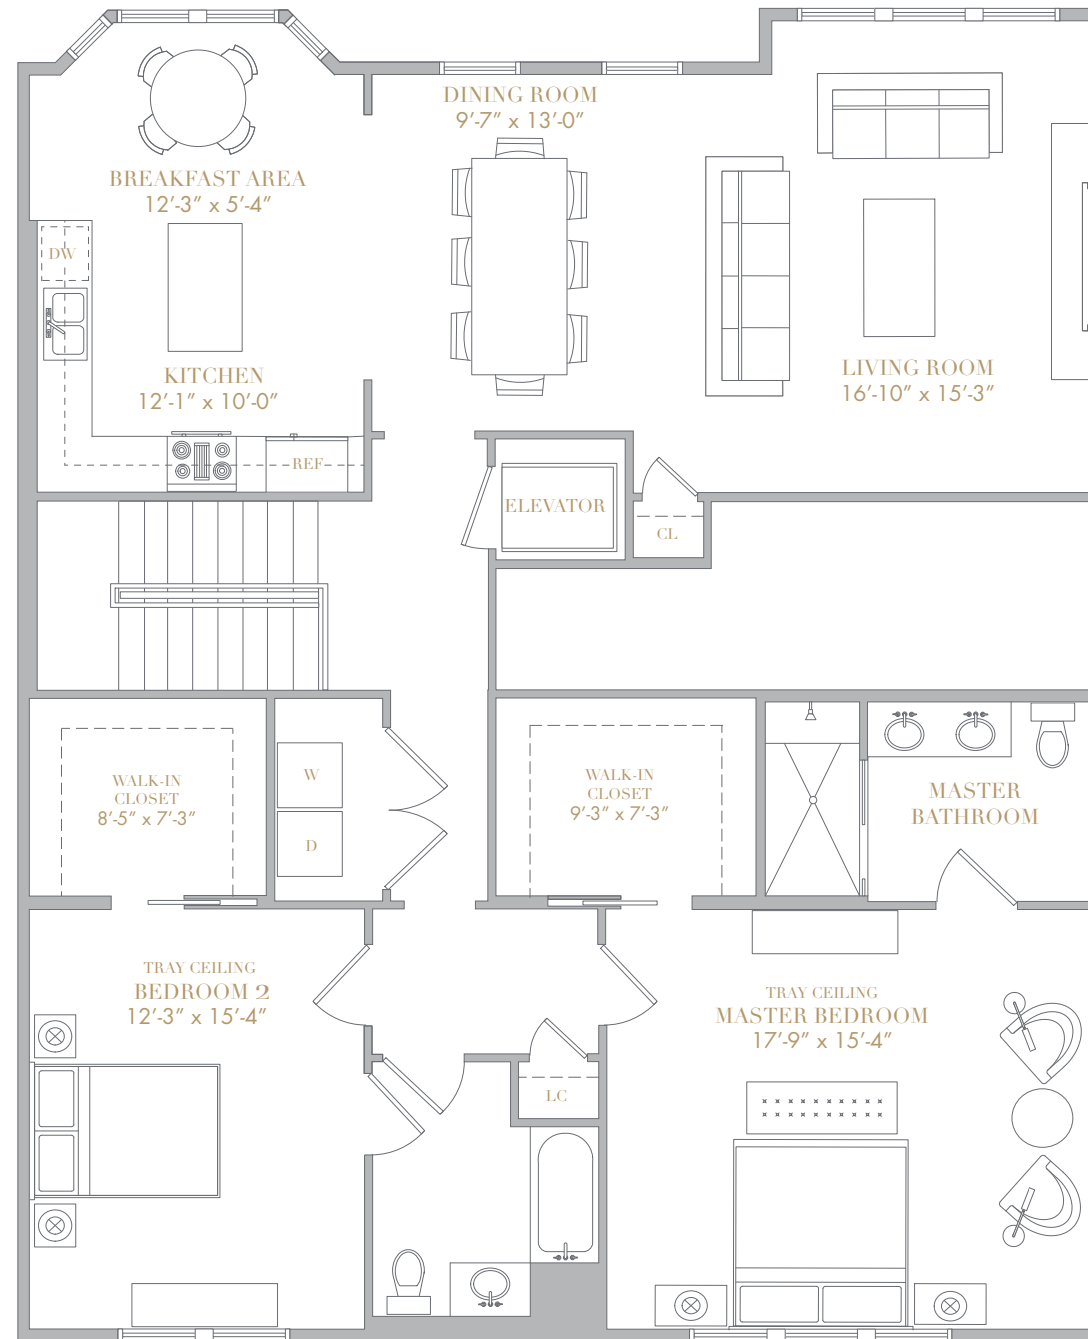 DINING ROOM
9'-7" x 13'-0"
BREAKFAST AREA
12'-3" x 5'-4"
DW
KITCHEN
12'-1" x 10'-0"
LIVING ROOM
16'-10" x 15'-3"
REF
ELEVATOR
CL
WALK-IN
CLOSET
8'-5" x 7'-3"
W
D
WALK-IN
CLOSET
9'-3" x 7'-3"
MASTER
BATHROOM
TRAY CEILING
BEDROOM 2
12'-3" x 15'-4"
TRAY CEILING
MASTER BEDROOM
17'-9" x 15'-4"
LC